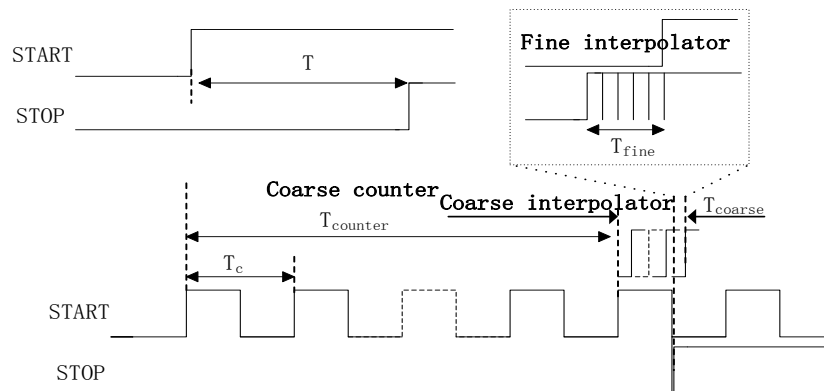 START
T
STOP
Fine interpolator
T_fine
Coarse counter
Coarse interpolator
T_coarse
T_counter
T_c
START
STOP